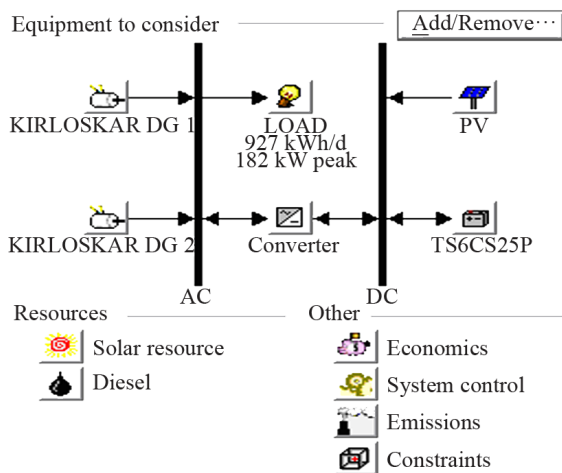 Equipment to consider
Add/Remove···
KIRLOSKAR DG 1
LOAD
927 kWh/d
182 kW peak
PV
KIRLOSKAR DG 2
Converter
TS6CS25P
AC
DC
Resources
Other
Solar resource
Economics
Diesel
System control
Emissions
Constraints